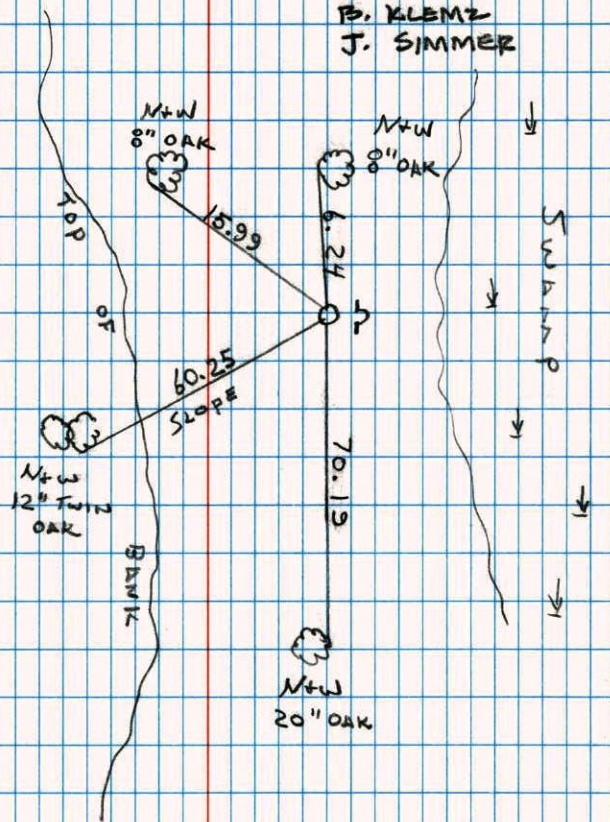 B. KLEMZ
J. SIMMER
N+W
8" OAK
N+W
8" OAK
15.99
6.24
TOP
OF
BANK
SWAMP
60.25
SLOPE
70.19
N+W
12" TWIN
OAK
N+W
20" OAK